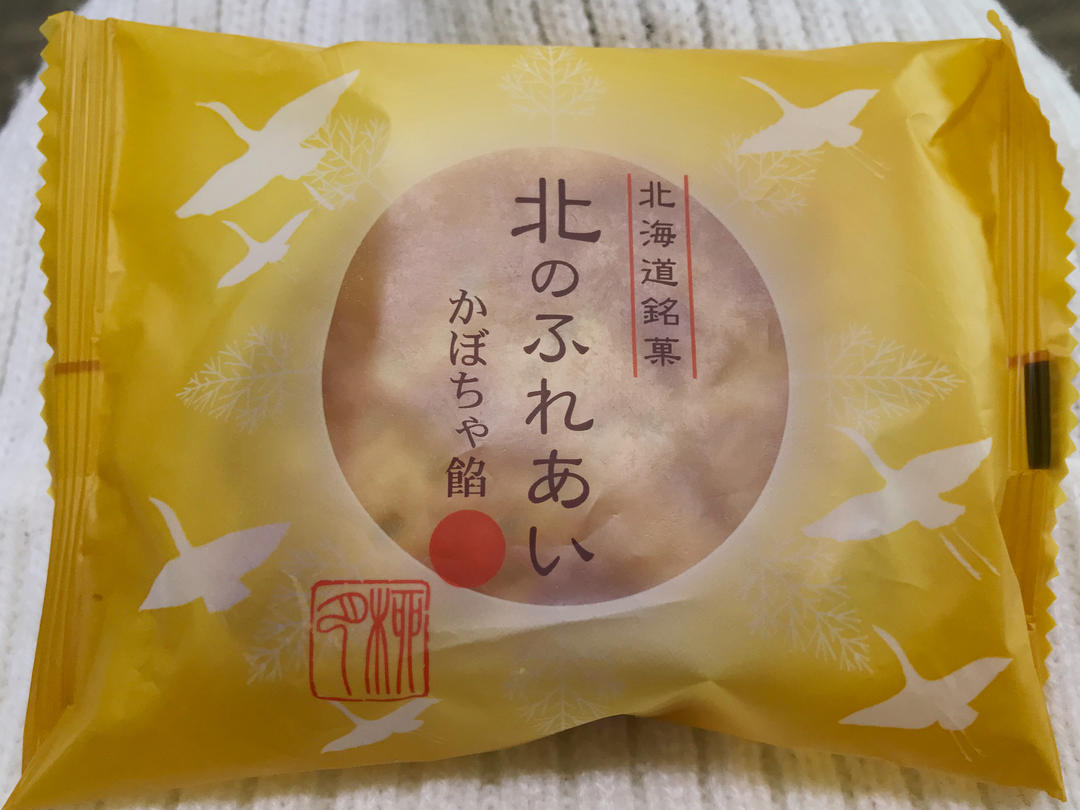 北海道銘菓
北のふれあい
かぼちゃ餡